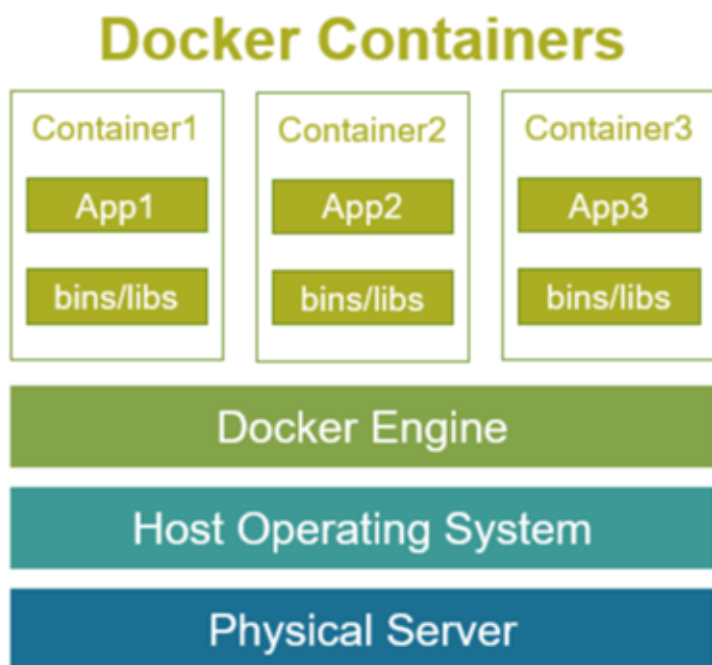 Docker Containers
Container1
App1
bins/libs
Container2
App2
bins/libs
Container3
App3
bins/libs
Docker Engine
Host Operating System
Physical Server